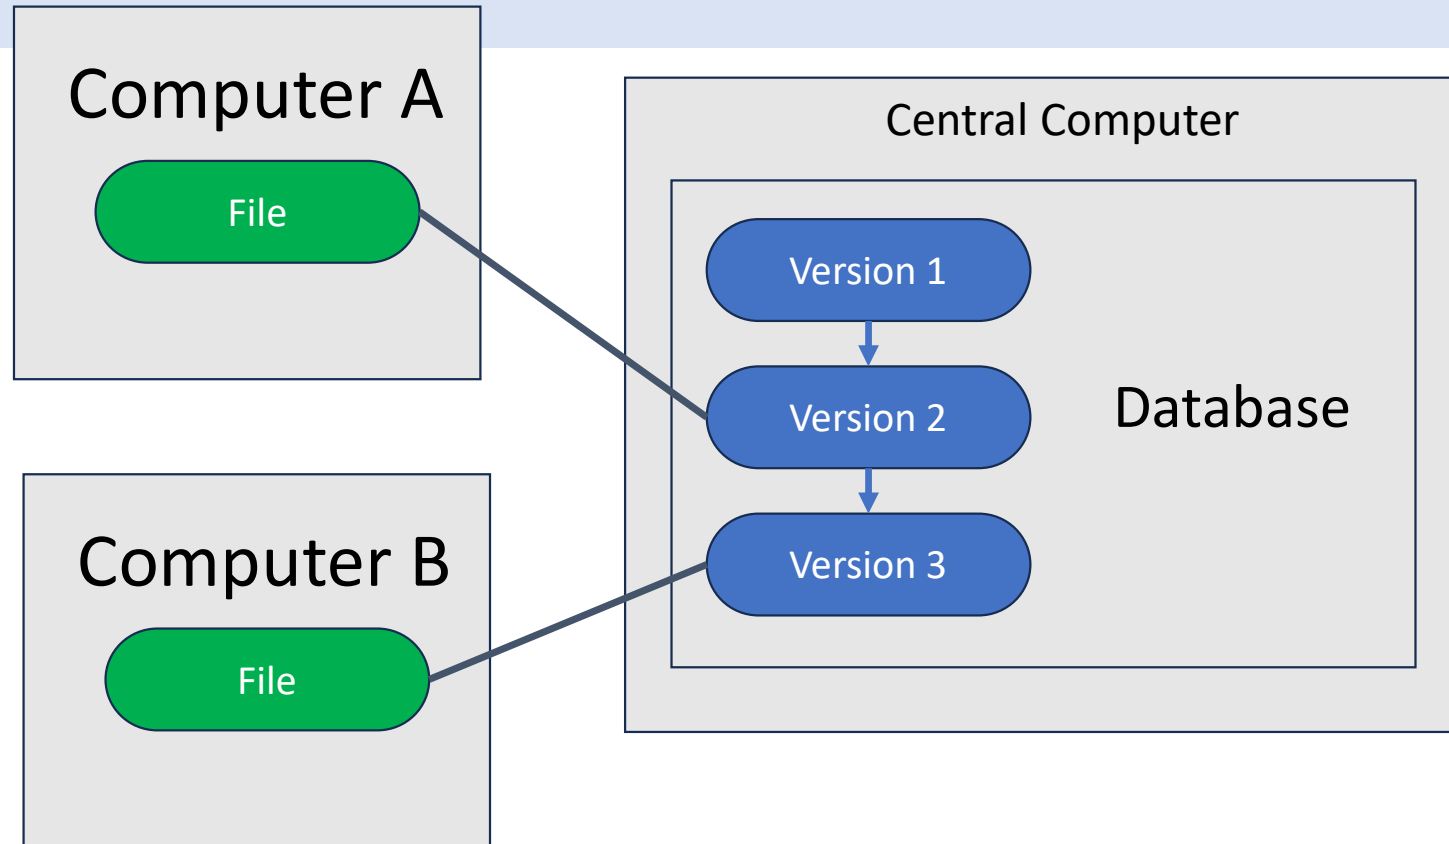 Computer A
File
Central Computer
Version 1
Version 2
Database
Version 3
Computer B
File